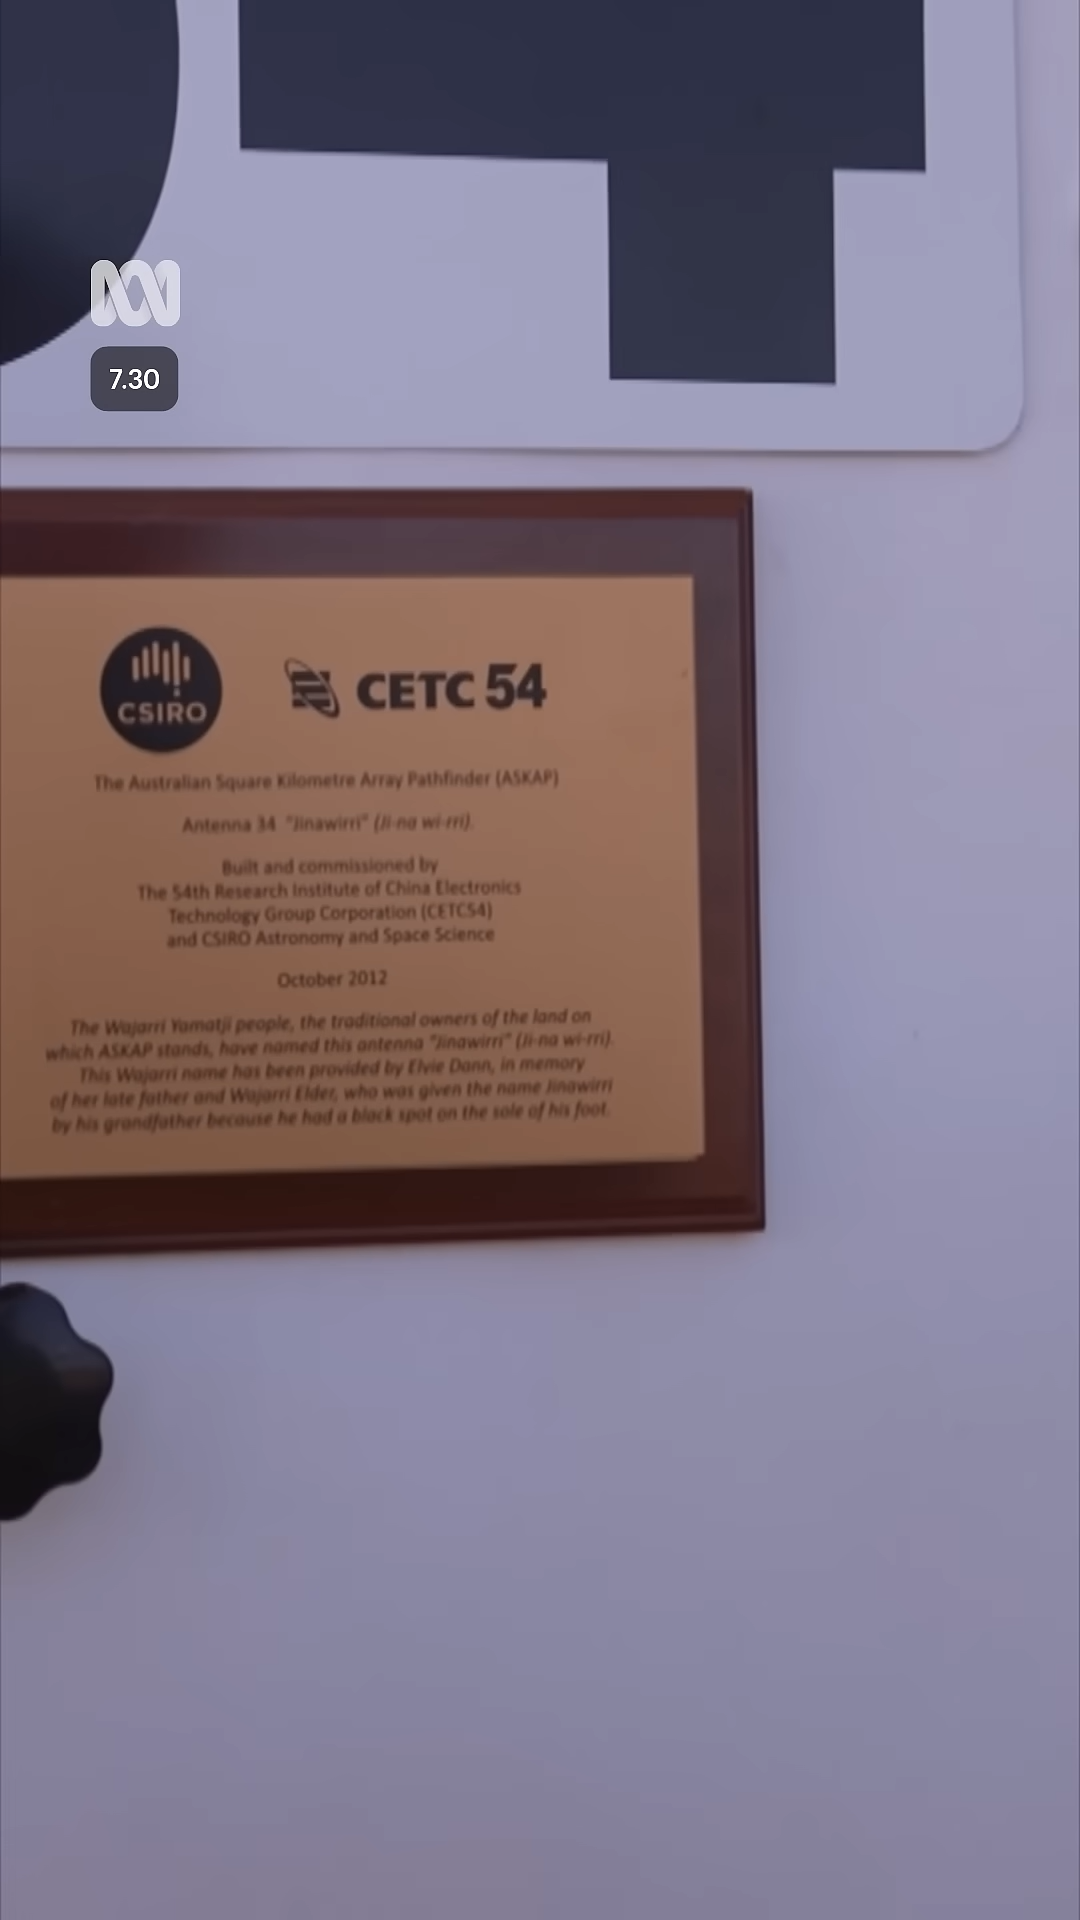 34
7.30
CSIRO
CETC 54
The Australian Square Kilometre Array Pathfinder (ASKAP)
Antenna 34 "Jinawirri" (Ji-na wi-rri).
Built and commissioned by
The 54th Research Institute of China Electronics
Technology Group Corporation (CETC54)
and CSIRO Astronomy and Space Science
October 2012
The Wajarri Yamatji people, the traditional owners of the land on
which ASKAP stands, have named this antenna "Jinawirri" (Ji-na wi-rri).
This Wajarri name has been provided by Elvie Dann, in memory
of her late father and Wajarri Elder, who was given the name Jinawirri
by his grandfather because he had a black spot on the sole of his foot.